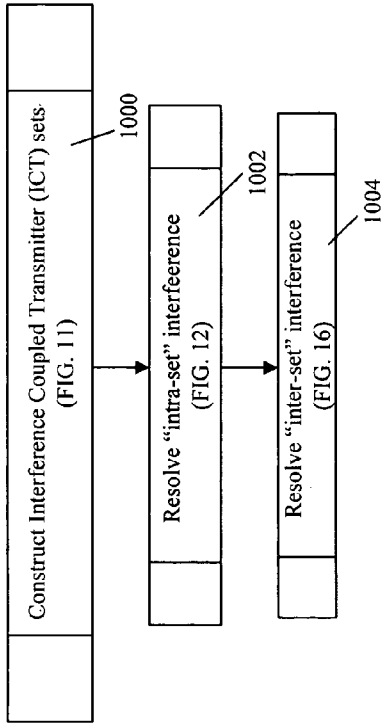 Construct Interference Coupled Transmitter (ICT) sets
(FIG. 11)
1000
Resolve “intra-set” interfeerence
(FIG. 12)
1002
Resolve “inter-set” interference
(FIG. 16)
1004